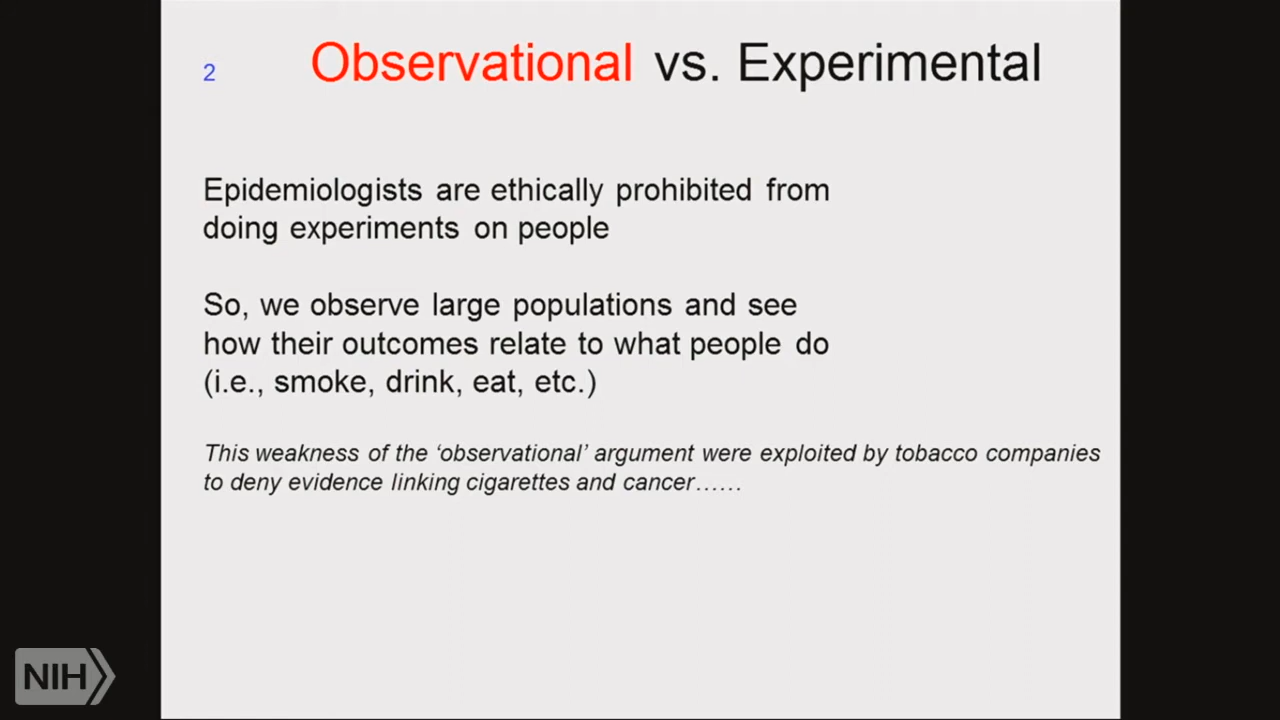 2
Observational vs. Experimental
Epidemiologists are ethically prohibited from
doing experiments on people
So, we observe large populations and see
how their outcomes relate to what people do
(i.e., smoke, drink, eat, etc.)
This weakness of the ‘observational’ argument were exploited by tobacco companies
to deny evidence linking cigarettes and cancer……
NIH